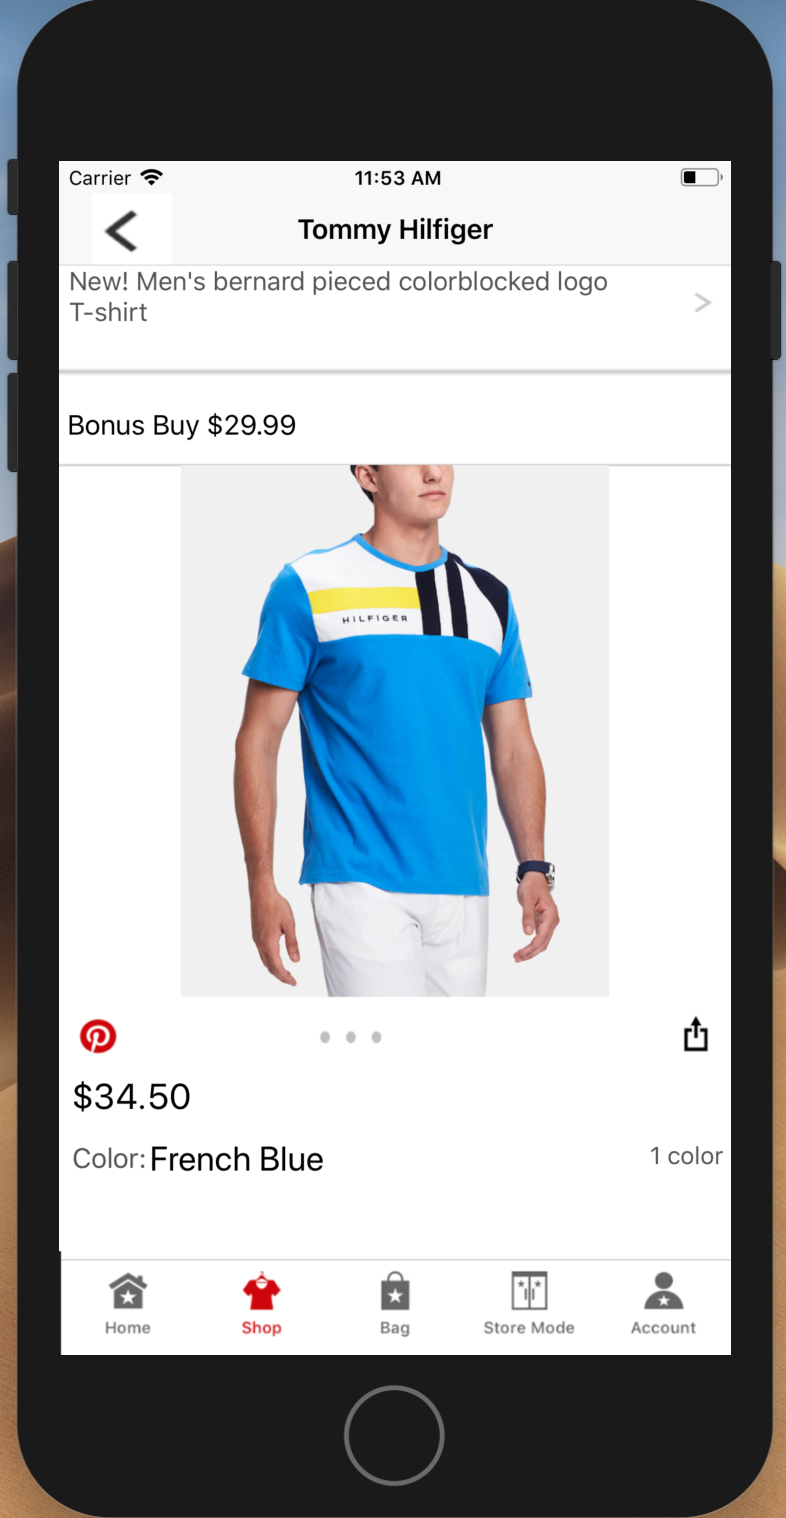 Carrier 11:53 AM
Tommy Hilfiger
New! Men's bernard pieced colorblocked logo
T-shirt
Bonus Buy $29.99
HILFIGER
$34.50
Color: French Blue 1 color
Home Shop Bag Store Mode Account